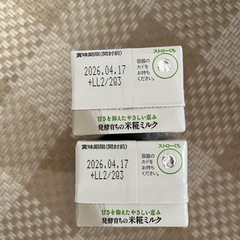 ストローぐち
賞味期限(開封前)
2026.04.17
+LL2/203
容器の
カドを
お持ち
ください。
甘さを抑えたやさしい恵み
発酵育ちの米糀ミルク
ストローぐち
賞味期限(開封前)
2026.04.17
+LL2/203
容器の
カドを
お持ち
ください。
甘さを抑えたやさしい恵み
発酵育ちの米糀ミルク